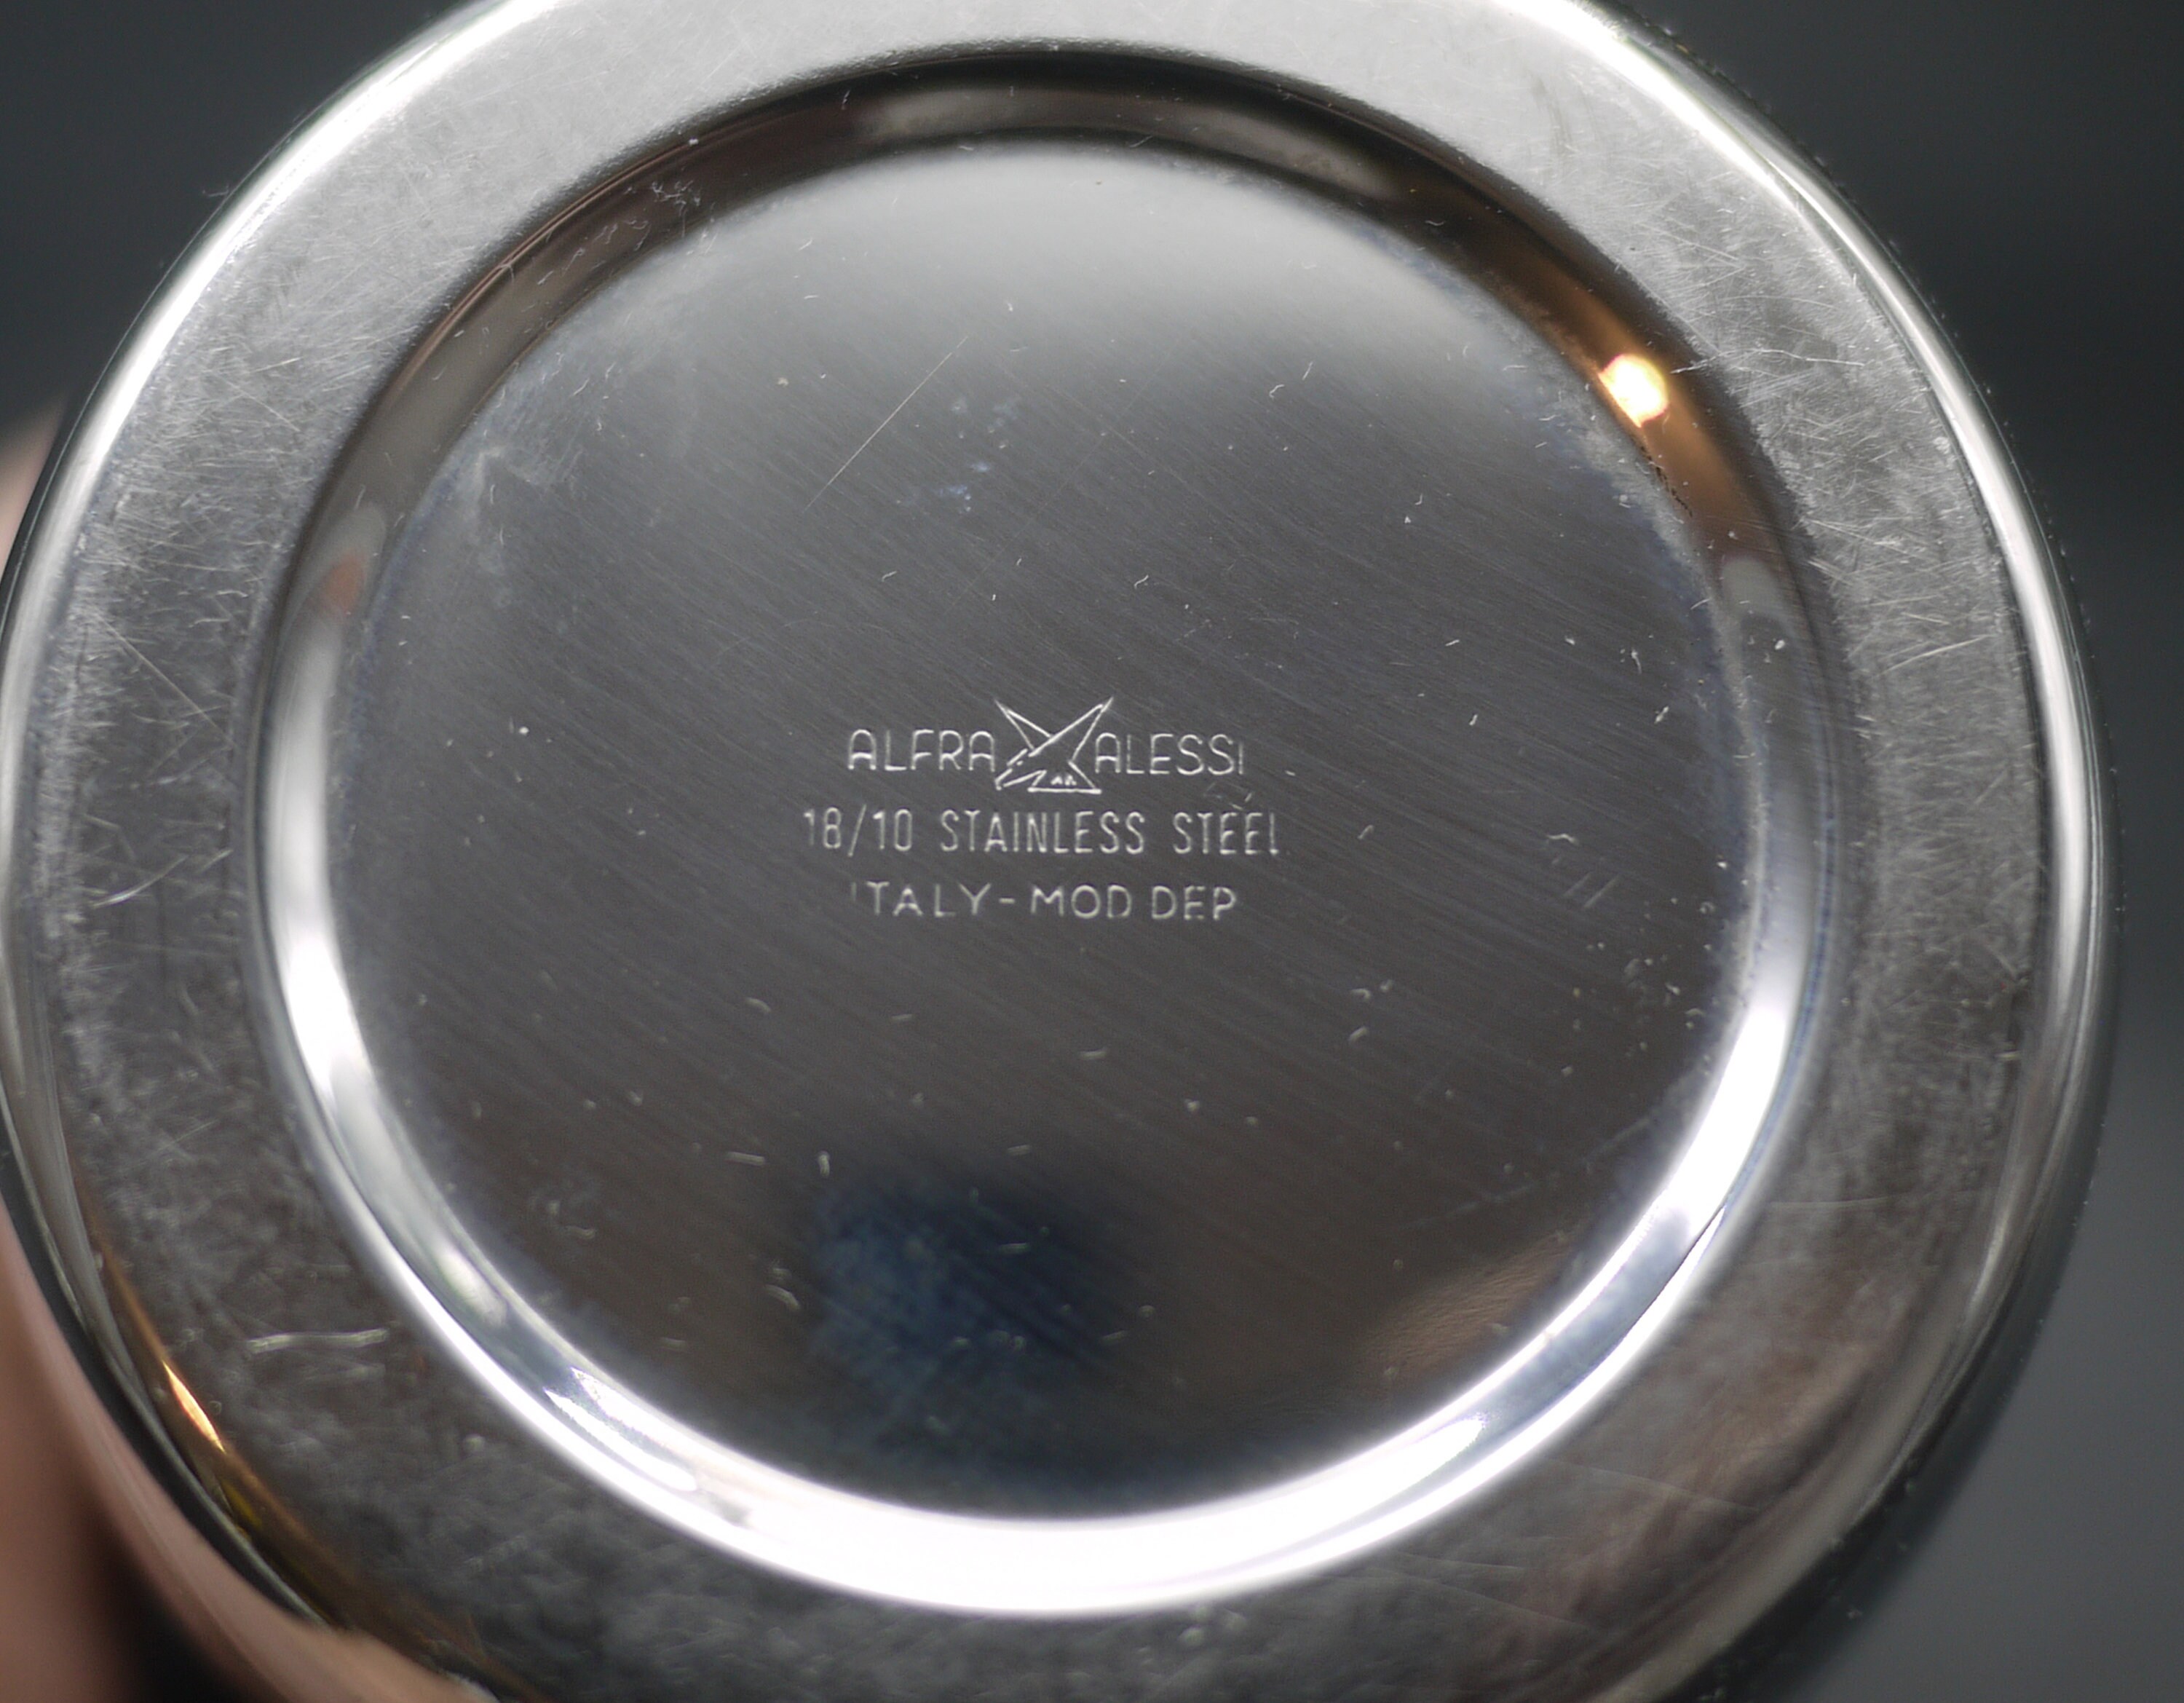 ALFRA ALESSI
18/10 STAINLESS STEEL
ITALY-MOD DEP